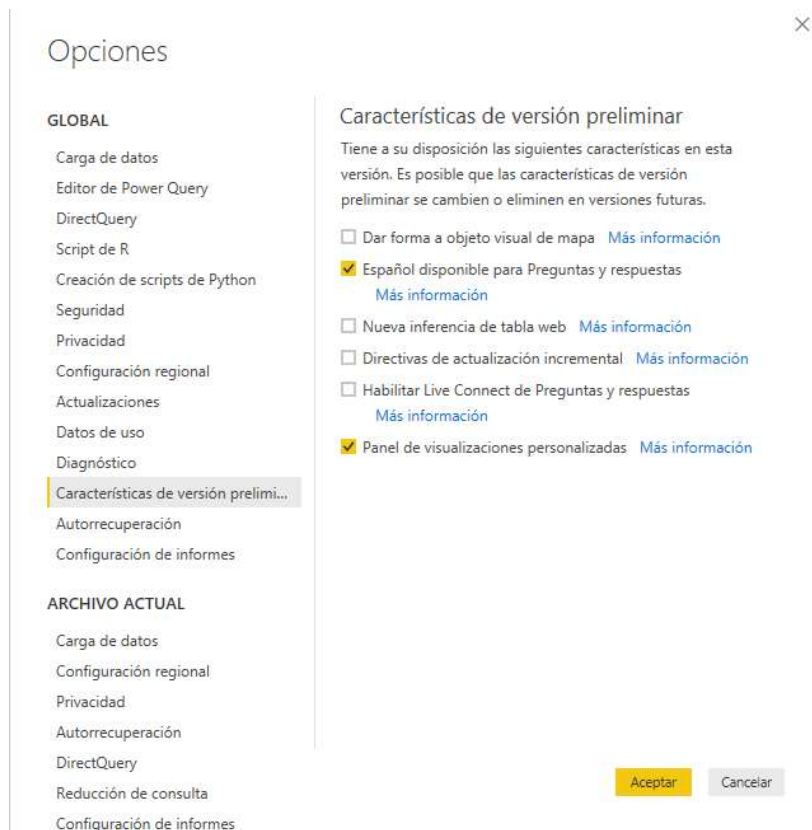 Opciones
GLOBAL
Carga de datos
Editor de Power Query
DirectQuery
Script de R
Creación de scripts de Python
Seguridad
Privacidad
Configuración regional
Actualizaciones
Datos de uso
Diagnóstico
Características de versión prelimi...
Autorrecuperación
Configuración de informes
ARCHIVO ACTUAL
Carga de datos
Configuración regional
Privacidad
Autorrecuperación
DirectQuery
Reducción de consulta
Configuración de informes
Características de versión preliminar
Tiene a su disposición las siguientes características en esta
versión. Es posible que las características de versión
preliminar se cambien o eliminen en versiones futuras.
Dar forma a objeto visual de mapa Más información
Español disponible para Preguntas y respuestas
Más información
Nueva inferencia de tabla web Más información
Directivas de actualización incremental Más información
Habilitar Live Connect de Preguntas y respuestas
Más información
Panel de visualizaciones personalizadas Más información
Aceptar Cancelar